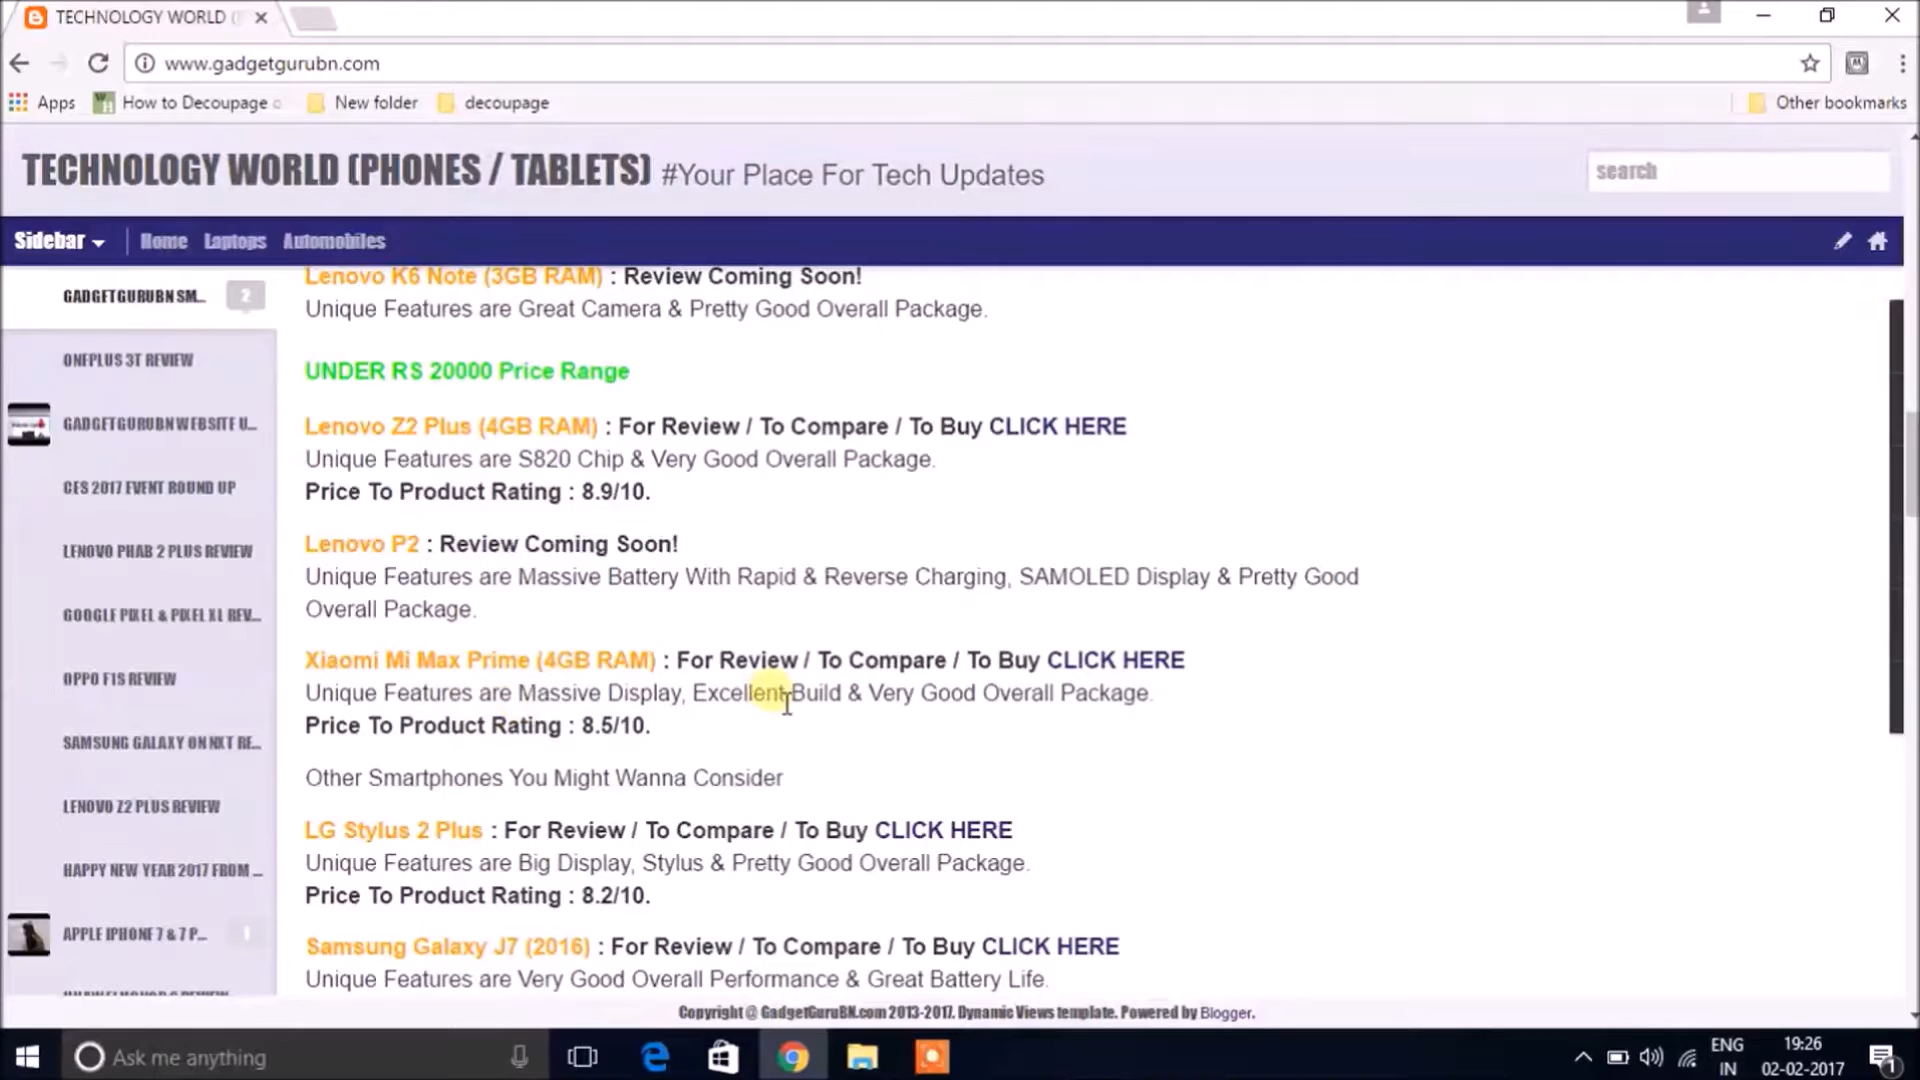 TECHNOLOGY WORLD (
www.gadgetgurubn.com
Apps How to Decoupage o New folder decoupage Other bookmarks
TECHNOLOGY WORLD (PHONES / TABLETS) #Your Place For Tech Updates
search
Sidebar Home Laptops Automobiles
GADGETGURUBN SM... 2
ONEPLUS 3T REVIEW
GADGETGURUBN WEBSITE U...
CES 2017 EVENT ROUND UP
LENOVO PHAB 2 PLUS REVIEW
GOOGLE PIXEL & PIXEL XL REV...
OPPO F1S REVIEW
SAMSUNG GALAXY ON NXT RE...
LENOVO Z2 PLUS REVIEW
HAPPY NEW YEAR 2017 FROM ...
APPLE IPHONE 7 & 7 P...
Lenovo K6 Note (3GB RAM) : Review Coming Soon!
Unique Features are Great Camera & Pretty Good Overall Package.
UNDER RS 20000 Price Range
Lenovo Z2 Plus (4GB RAM) : For Review / To Compare / To Buy CLICK HERE
Unique Features are S820 Chip & Very Good Overall Package.
Price To Product Rating : 8.9/10.
Lenovo P2 : Review Coming Soon!
Unique Features are Massive Battery With Rapid & Reverse Charging, SAMOLED Display & Pretty Good
Overall Package.
Xiaomi Mi Max Prime (4GB RAM) : For Review / To Compare / To Buy CLICK HERE
Unique Features are Massive Display, Excellent Build & Very Good Overall Package.
Price To Product Rating : 8.5/10.
Other Smartphones You Might Wanna Consider
LG Stylus 2 Plus : For Review / To Compare / To Buy CLICK HERE
Unique Features are Big Display, Stylus & Pretty Good Overall Package.
Price To Product Rating : 8.2/10.
Samsung Galaxy J7 (2016) : For Review / To Compare / To Buy CLICK HERE
Unique Features are Very Good Overall Performance & Great Battery Life.
Copyright @ GadgetGuruBN.com 2013-2017. Dynamic Views template. Powered by Blogger.
Ask me anything
ENG
IN
19:26
02-02-2017
1